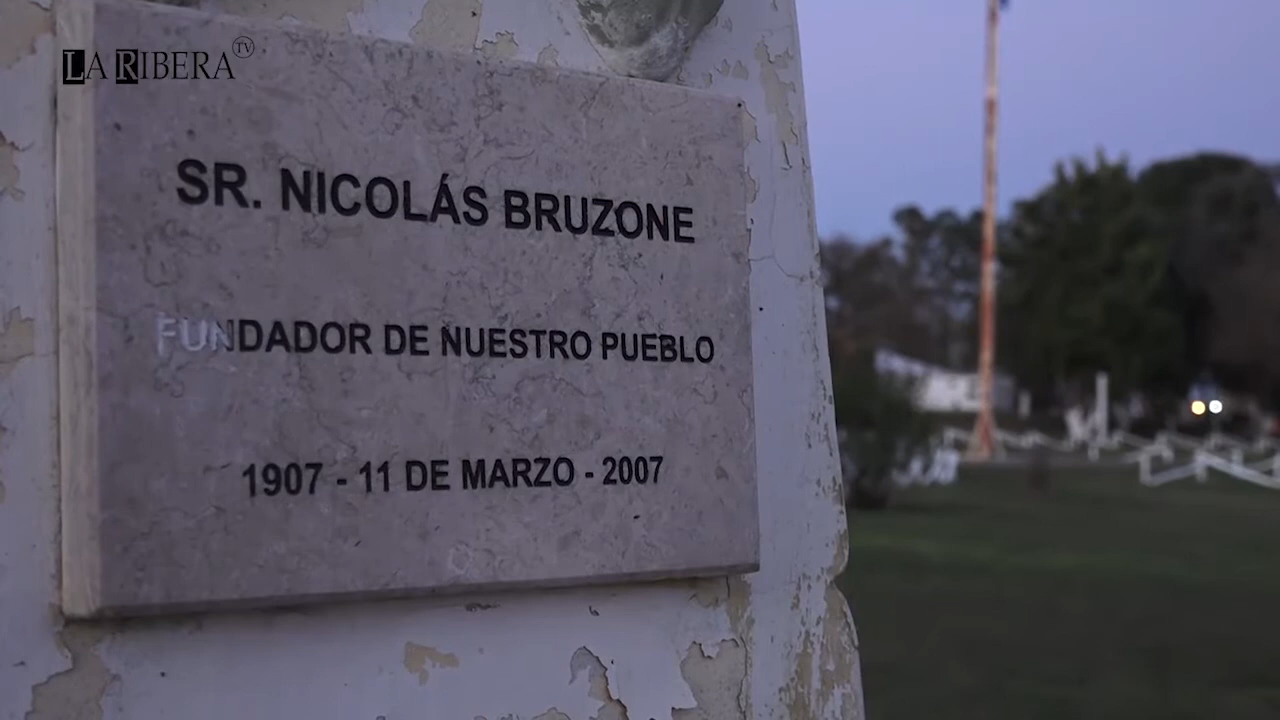 LA RIBERA TV
SR. NICOLÁS BRUZONE
FUNDADOR DE NUESTRO PUEBLO
1907 - 11 DE MARZO - 2007